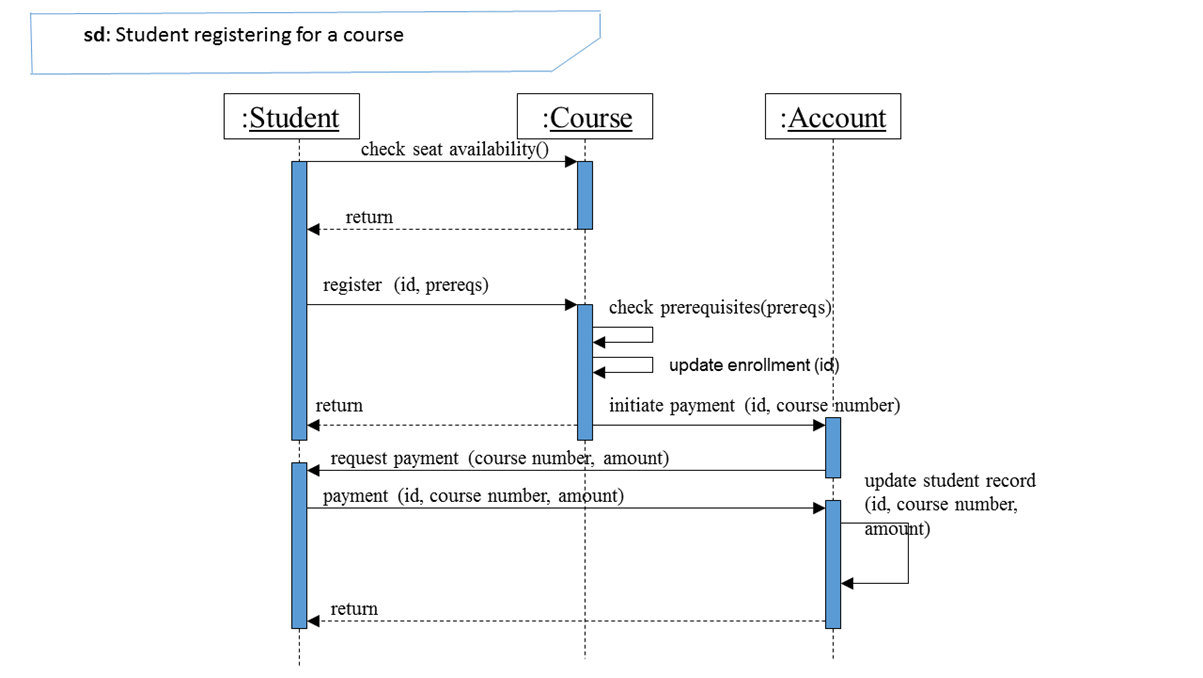 sd: Student registering for a course
:Student
:Course
:Account
check seat availability()
return
register (id, prereqs)
check prerequisites(prereqs)
update enrollment (id)
return
initiate payment (id, course number)
request payment (course number, amount)
update student record
(id, course number,
amount)
payment (id, course number, amount)
return